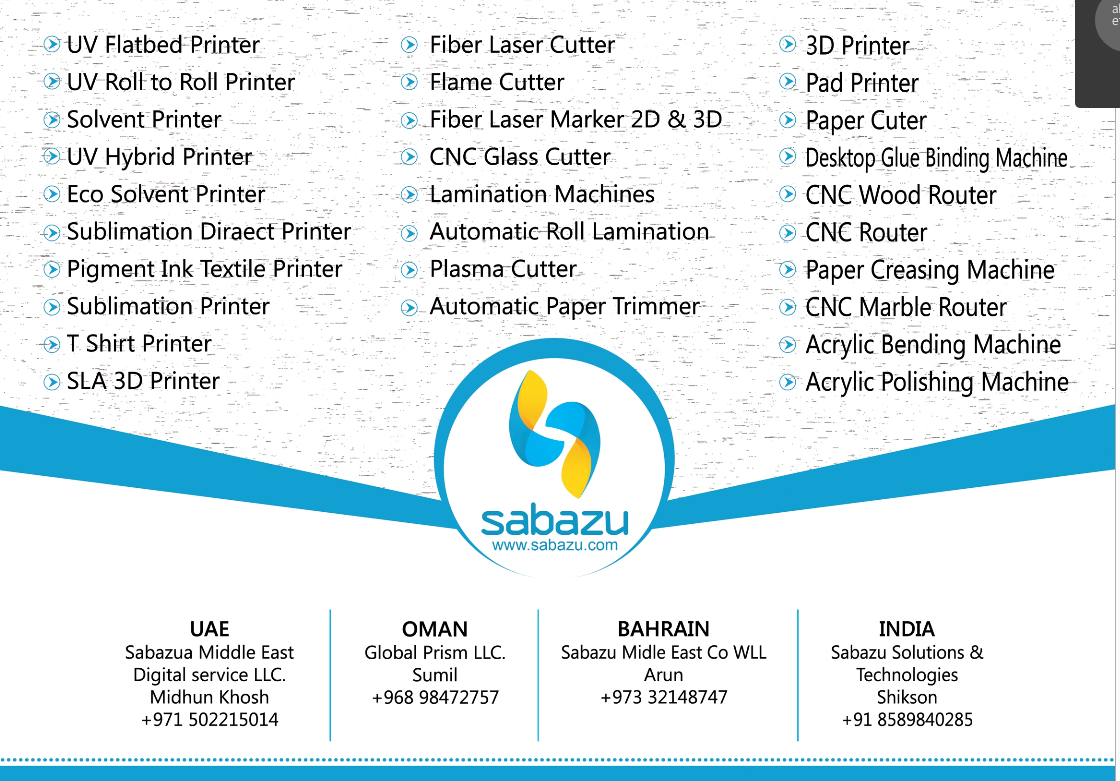 UV Flatbed Printer
UV Roll to Roll Printer
Solvent Printer
UV Hybrid Printer
Eco Solvent Printer
Sublimation Diraect Printer
Pigment Ink Textile Printer
Sublimation Printer
T Shirt Printer
SLA 3D Printer
Fiber Laser Cutter
Flame Cutter
Fiber Laser Marker 2D & 3D
CNC Glass Cutter
Lamination Machines
Automatic Roll Lamination
Plasma Cutter
Automatic Paper Trimmer
3D Printer
Pad Printer
Paper Cuter
Desktop Glue Binding Machine
CNC Wood Router
CNC Router
Paper Creasing Machine
CNC Marble Router
Acrylic Bending Machine
Acrylic Polishing Machine
sabazu
www.sabazu.com
UAE
Sabazua Middle East
Digital service LLC.
Midhun Khosh
+971 502215014
OMAN
Global Prism LLC.
Sumil
+968 98472757
BAHRAIN
Sabazu Midle East Co WLL
Arun
+973 32148747
INDIA
Sabazu Solutions &
Technologies
Shikson
+91 8589840285